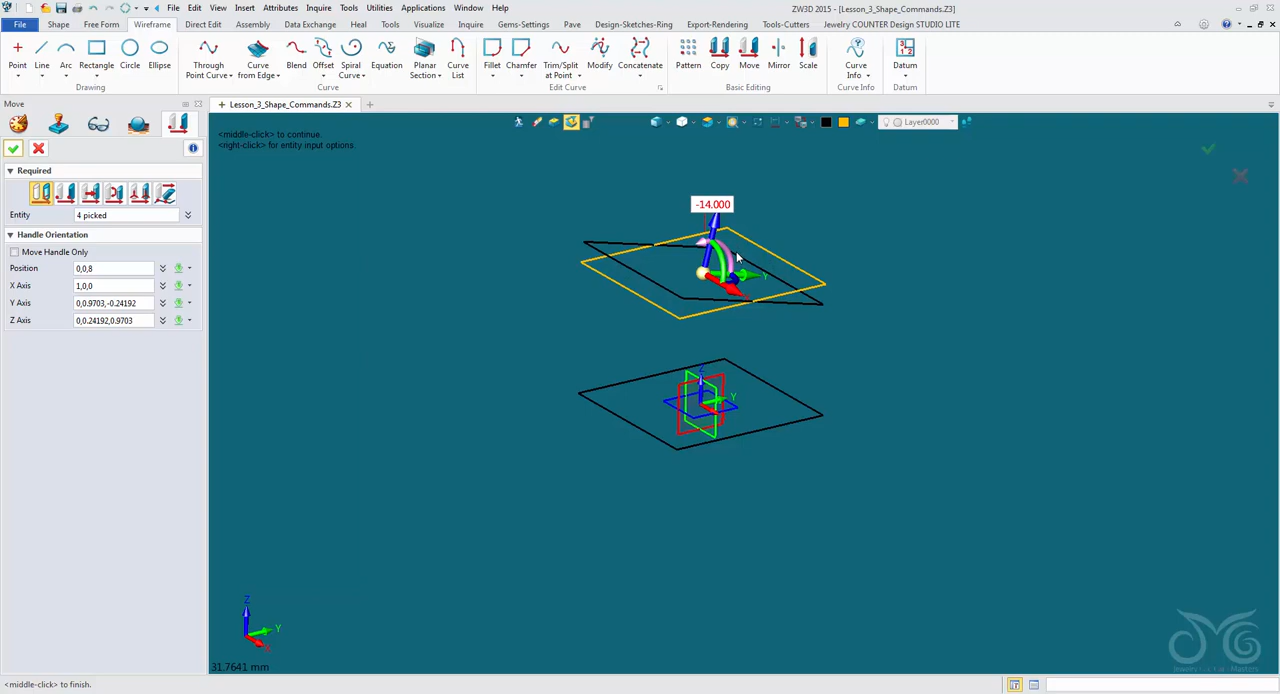 File Edit View Insert Attributes Inquire Tools Utilities Applications Window Help
ZW3D 2015 - [Lesson_3_Shape_Commands.Z3]
File Shape Free Form Wireframe Direct Edit Assembly Data Exchange Heal Tools Visualize Inquire Gems-Settings Pave Design-Sketches-Ring Export-Rendering Tools-Cutters Jewelry COUNTER Design STUDIO LITE
Point Line Arc Rectangle Circle Ellipse Through Point Curve Curve from Edge Blend Offset Spiral Curve Equation Planar Section Curve List Fillet Chamfer Trim/Split at Point Modify Concatenate Pattern Copy Move Mirror Scale Curve Info Datum
Drawing Curve Edit Curve Basic Editing Curve Info Datum
Move
Lesson_3_Shape_Commands.Z3
<middle-click> to continue.
<right-click> for entity input options.
Layer0000
Required
Entity 4 picked
Handle Orientation
Move Handle Only
Position 0,0,8
X Axis 1,0,0
Y Axis 0,0.9703,-0.24192
Z Axis 0,0.24192,0.9703
-14.000
Y
Z
Y
Z
Y
X
31.7641 mm
<middle-click> to finish.